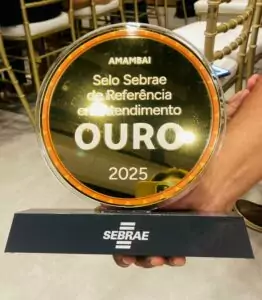 AMAMBAI
Selo Sebrae
de Referência
em Atendimento
OURO
2025
SEBRAE